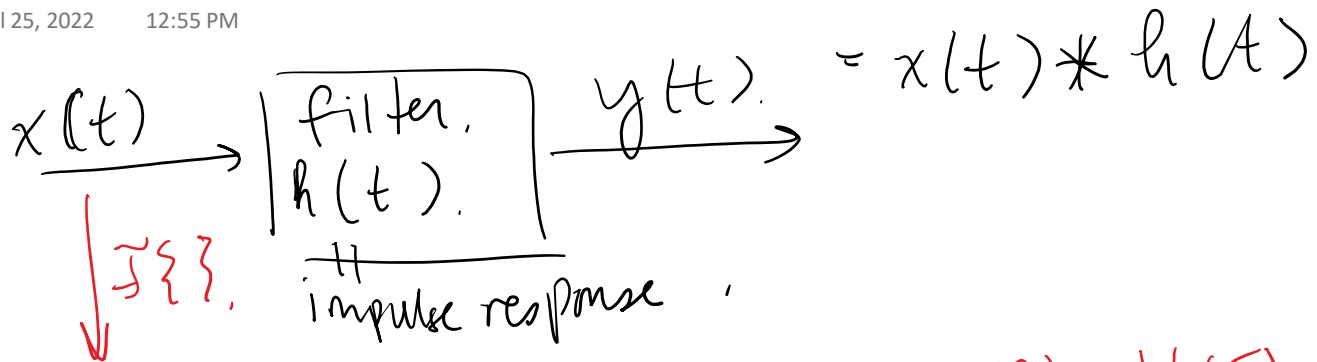 l 25, 2022 12:55 PM
x(t) filter. y(t). = x(t) * h(t)
h(t).
F{ }.
impulse response .